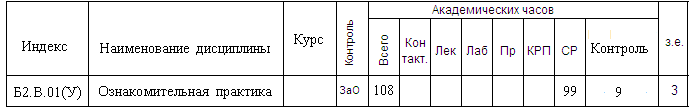 Академических часов
Индекс Наименование дисциплины Курс Контроль Всего Кон такт. Лек Лаб Пр КРП СР Контроль з.е.
Б2.В.01(У) Ознакомительная практика ЗаО 108 99 9 3